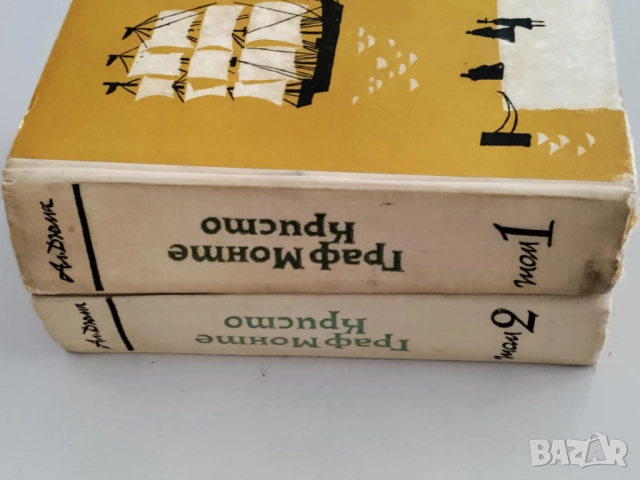 Ал.Дюма
Граф Монте
Кристо
том 1
Ал.Дюма
Граф Монте
Кристо
том 2
BAZAR